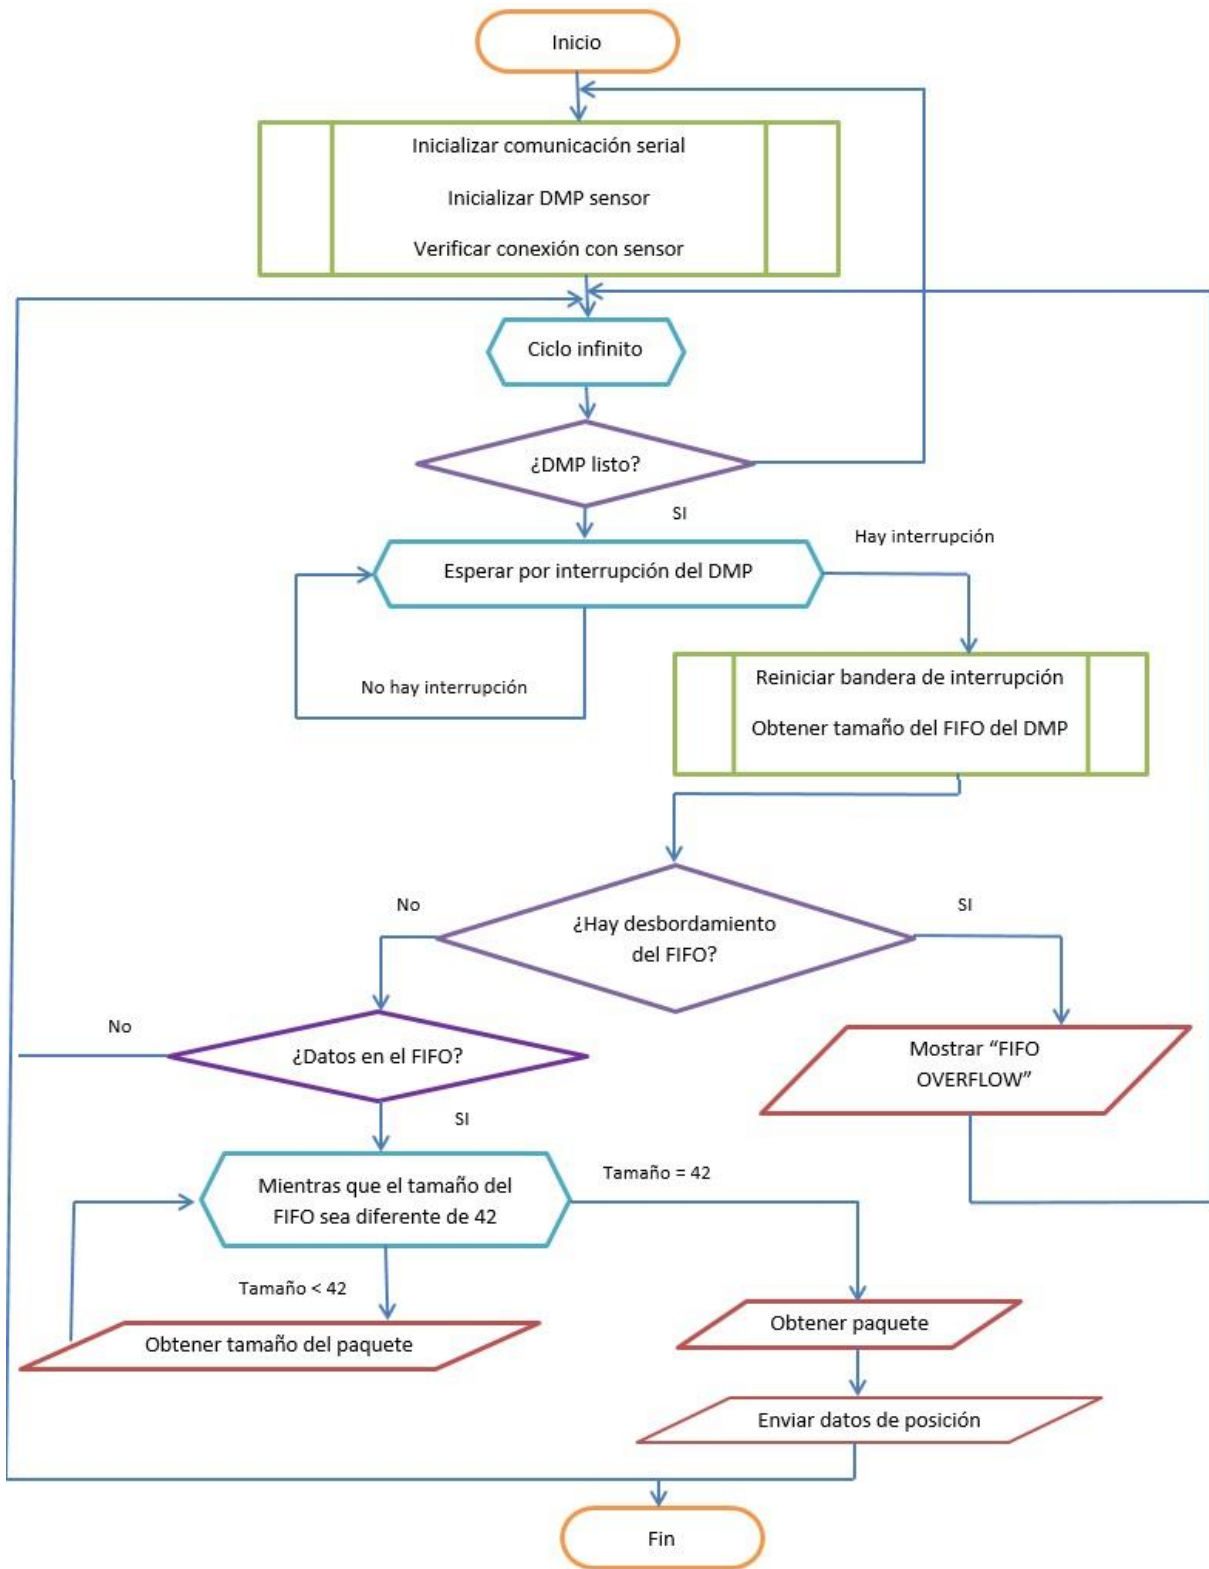 Inicio
Inicializar comunicación serial
Inicializar DMP sensor
Verificar conexión con sensor
Ciclo infinito
¿DMP listo?
SI
Hay interrupción
Esperar por interrupción del DMP
No hay interrupción
Reiniciar bandera de interrupción
Obtener tamaño del FIFO del DMP
No
SI
¿Hay desbordamiento
del FIFO?
No
¿Datos en el FIFO?
Mostrar “FIFO
OVERFLOW”
SI
Tamaño = 42
Mientras que el tamaño del
FIFO sea diferente de 42
Tamaño < 42
Obtener tamaño del paquete
Obtener paquete
Enviar datos de posición
Fin